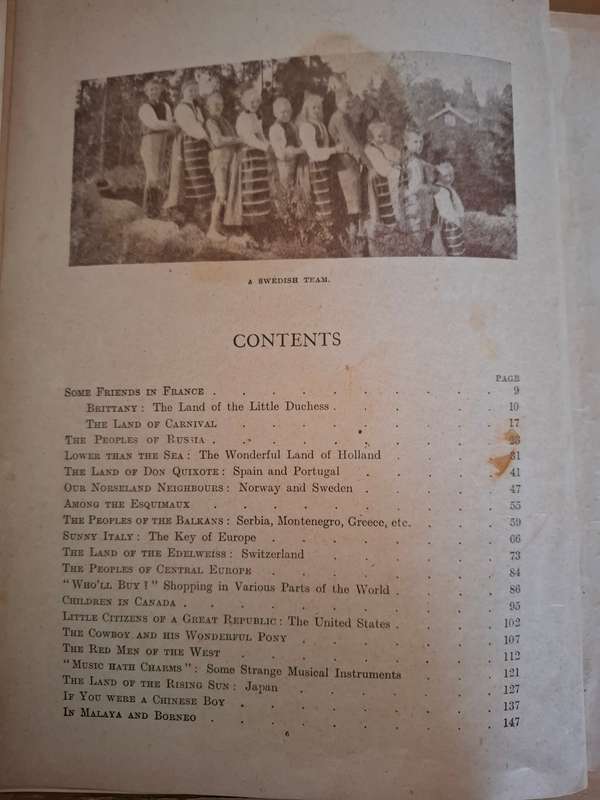 A SWEDISH TEAM.
CONTENTS
PAGE
SOME FRIENDS IN FRANCE . . . . . . . . . 9
BRITTANY: The Land of the Little Duchess . . . . . 10
THE LAND OF CARNIVAL . . . . . . . . 17
THE PEOPLES OF RUSSIA . . . . . . . . . 23
LOWER THAN THE SEA: The Wonderful Land of Holland . . . . 31
THE LAND OF DON QUIXOTE: Spain and Portugal . . . . . 41
OUR NORSELAND NEIGHBOURS: Norway and Sweden . . . . . 47
AMONG THE ESQUIMAUX . . . . . . . . . 55
THE PEOPLES OF THE BALKANS: Serbia, Montenegro, Greece, etc. . . . 59
SUNNY ITALY: The Key of Europe . . . . . . . 66
THE LAND OF THE EDELWEISS: Switzerland . . . . . . 73
THE PEOPLES OF CENTRAL EUROPE . . . . . . . 84
"WHO'LL BUY?" Shopping in Various Parts of the World . . . . 86
CHILDREN IN CANADA . . . . . . . . . 95
LITTLE CITIZENS OF A GREAT REPUBLIC: The United States . . . . 102
THE COWBOY AND HIS WONDERFUL PONY . . . . . . 107
THE RED MEN OF THE WEST . . . . . . . . 112
"MUSIC HATH CHARMS": Some Strange Musical Instruments . . . 121
THE LAND OF THE RISING SUN: Japan . . . . . . 127
IF YOU WERE A CHINESE BOY . . . . . . . . 137
IN MALAYA AND BORNEO . . . . . . . . . 147
6